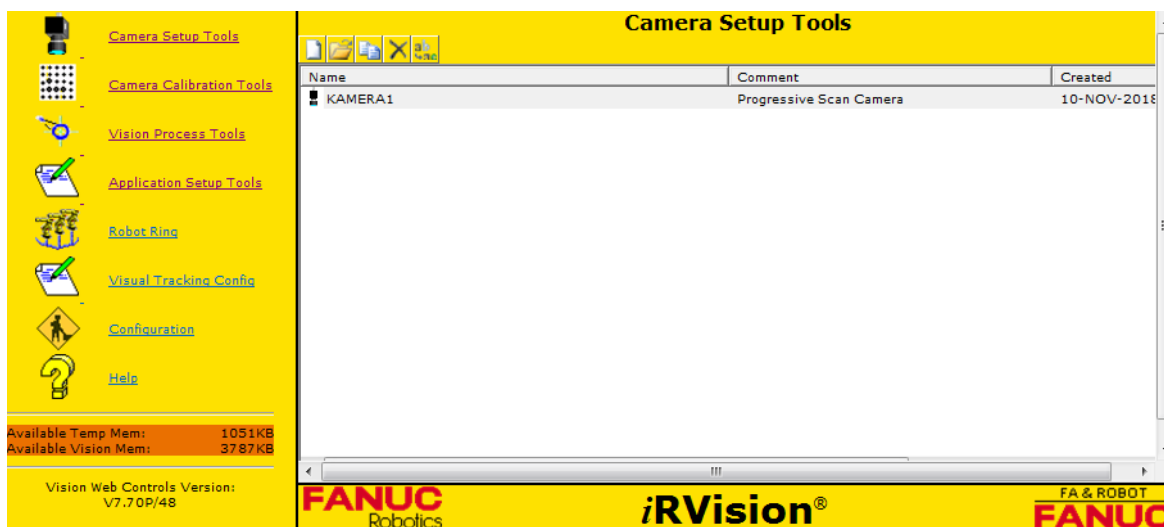 Camera Setup Tools
Camera Calibration Tools
Vision Process Tools
Application Setup Tools
Robot Ring
Visual Tracking Config
Configuration
Help
Available Temp Mem: 1051KB
Available Vision Mem: 3787KB
Vision Web Controls Version:
V7.70P/48
Camera Setup Tools
Name Comment Created
KAMERA1 Progressive Scan Camera 10-NOV-2018
FANUC
Robotics
iRVision®
FA & ROBOT
FANUC